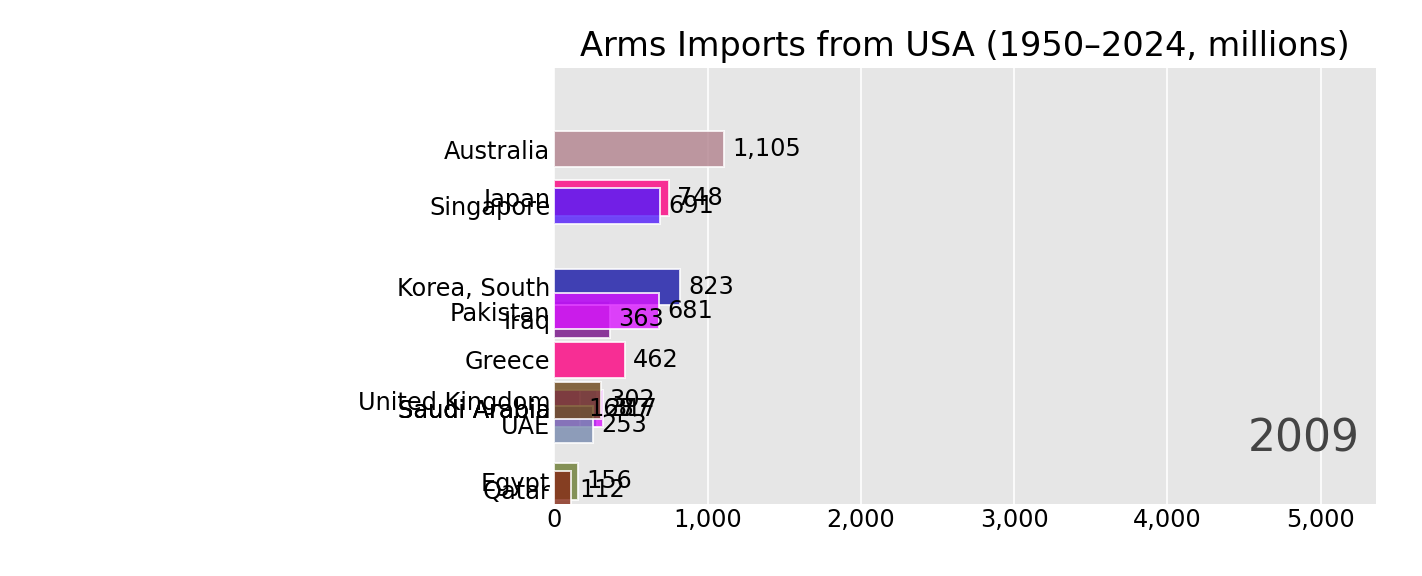 Arms Imports from USA (1950–2024, millions)
Australia 1,105
Japan 748
Singapore 691
Korea, South 823
Pakistan 681
Iraq 363
Greece 462
United Kingdom 302
Saudi Arabia
UAE 253
Egypt 156
Qatar 112
2009
0 1,000 2,000 3,000 4,000 5,000